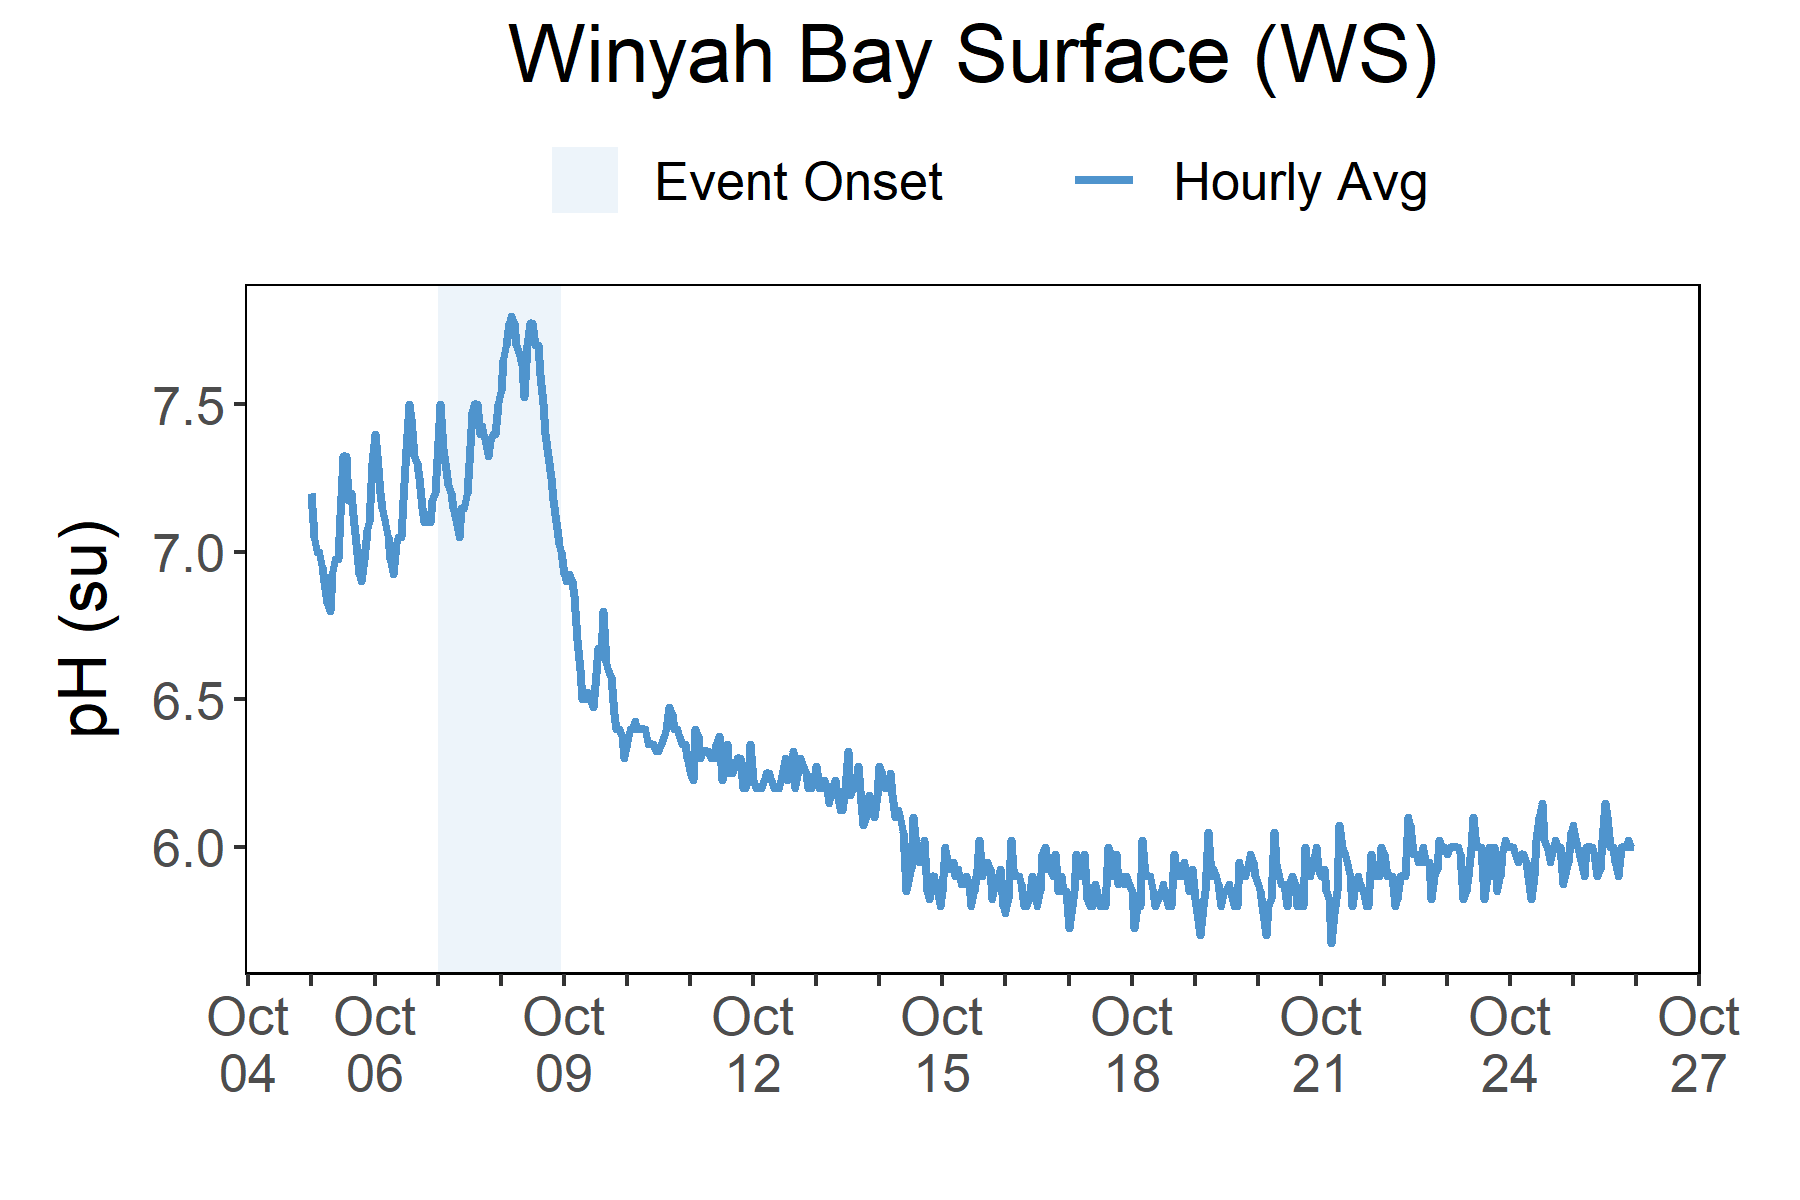 Winyah Bay Surface (WS)
Event Onset
Hourly Avg
pH (su)
7.5
7.0
6.5
6.0
Oct 04
Oct 06
Oct 09
Oct 12
Oct 15
Oct 18
Oct 21
Oct 24
Oct 27